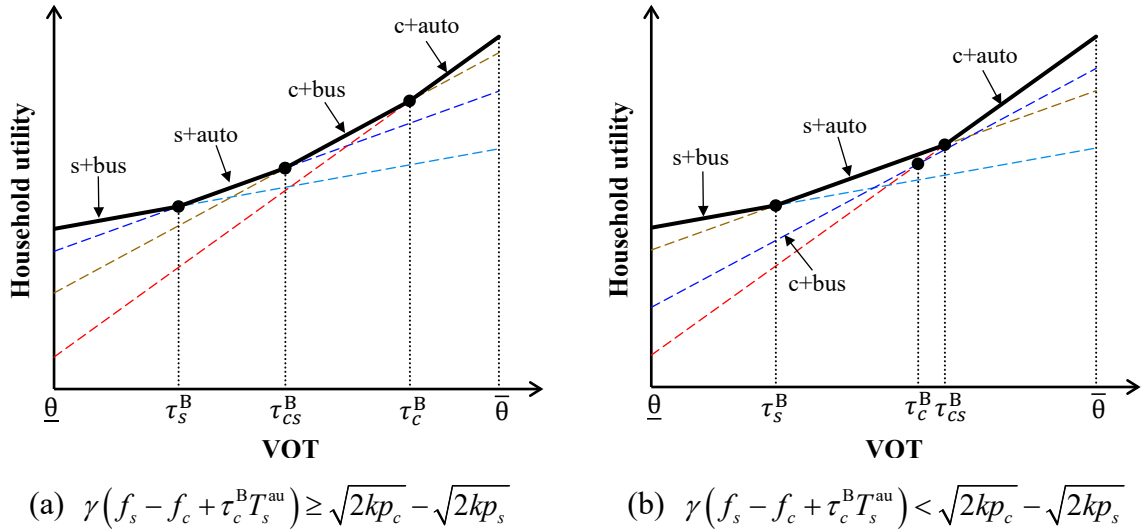 Household utility
s+bus
s+auto
c+bus
c+auto
θ̲
τ_s^B
τ_cs^B
τ_c^B
θ̅
VOT
(a) γ(f_s − f_c + τ_c^B T_s^au) ≥ √(2kp_c) − √(2kp_s)
Household utility
s+bus
s+auto
c+auto
c+bus
θ̲
τ_s^B
τ_c^B
τ_cs^B
θ̅
VOT
(b) γ(f_s − f_c + τ_c^B T_s^au) < √(2kp_c) − √(2kp_s)